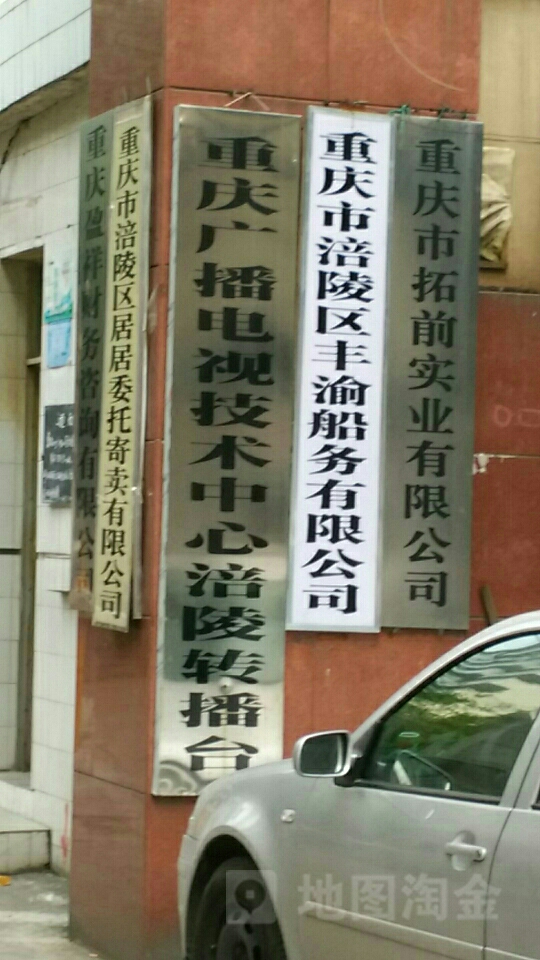 重庆盈祥财务咨询有限公司
重庆市涪陵区居居委托寄卖有限公司
重庆广播电视技术中心涪陵转播台
重庆市涪陵区丰渝船务有限公司
重庆市拓前实业有限公司
地图淘金